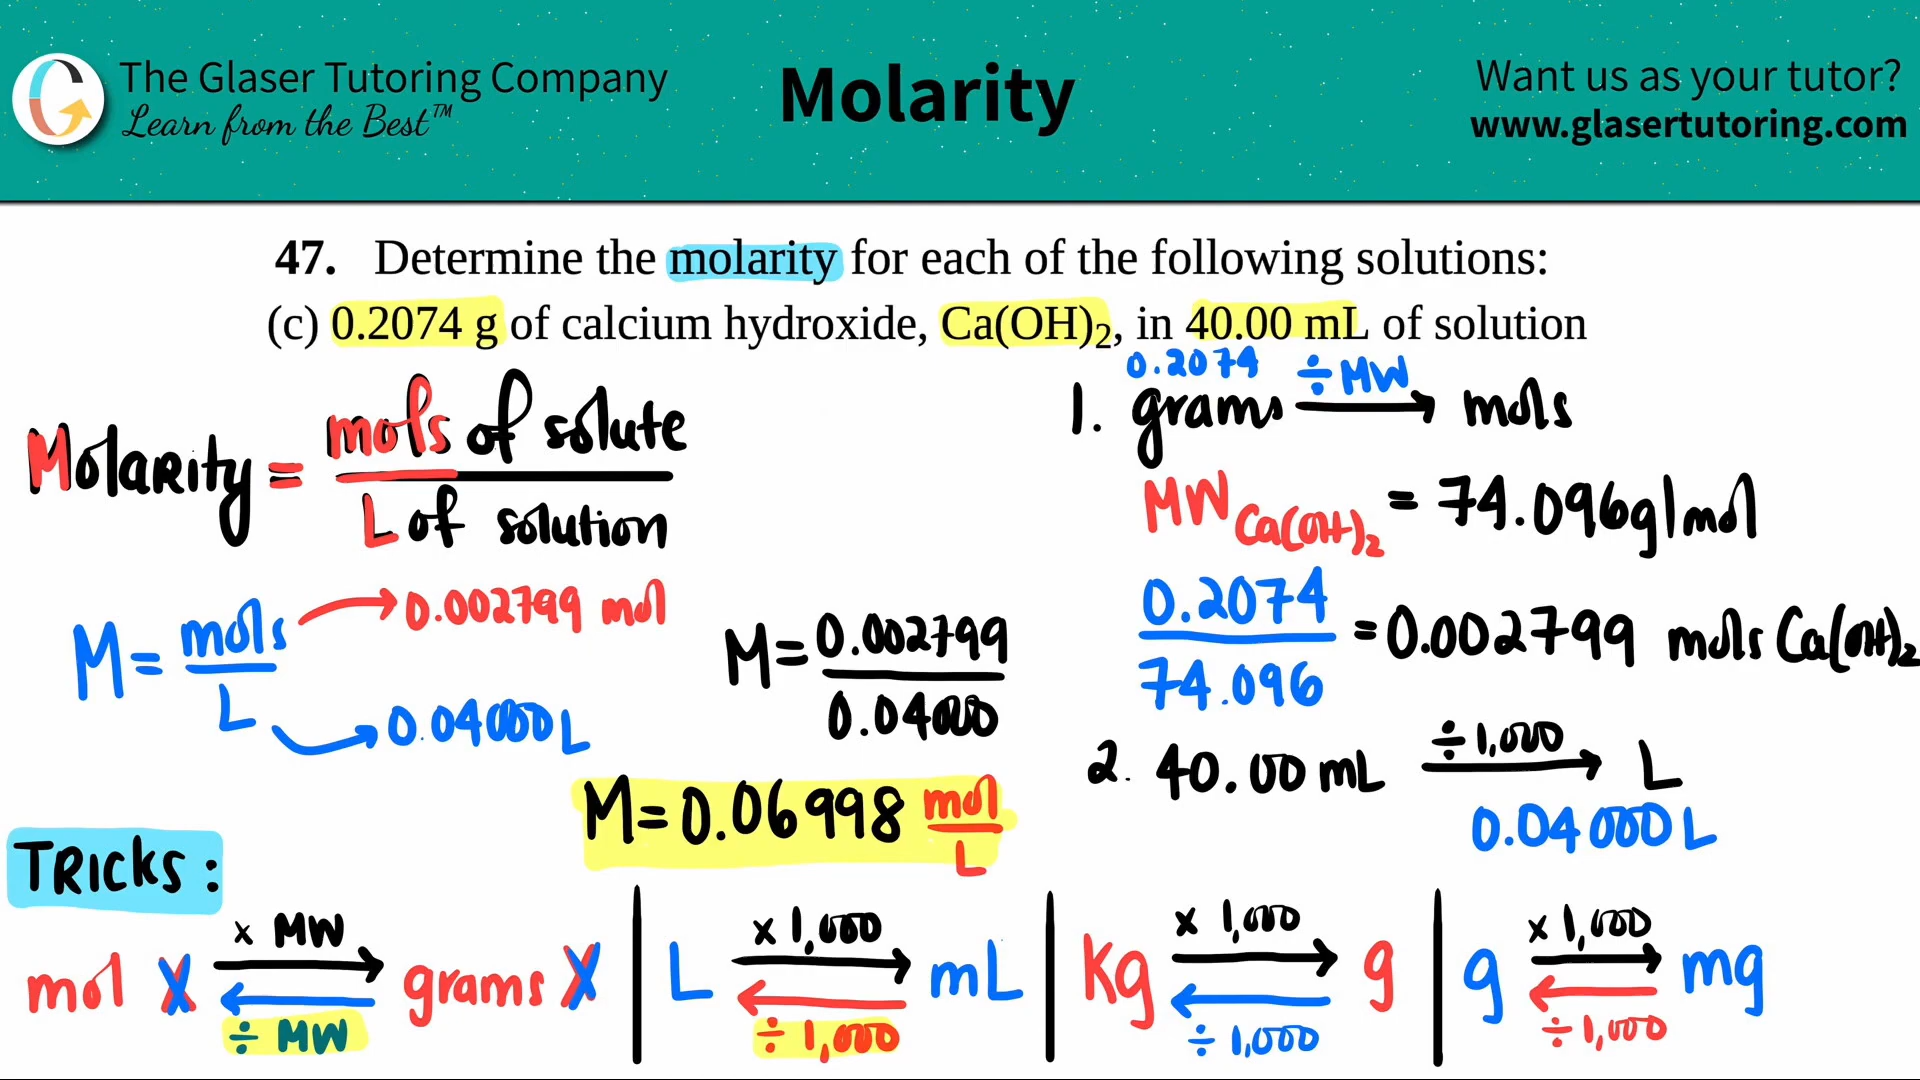 The Glaser Tutoring Company
Learn from the Best™
Molarity
Want us as your tutor?
www.glasertutoring.com
47. Determine the molarity for each of the following solutions:
(c) 0.2074 g of calcium hydroxide, Ca(OH)₂, in 40.00 mL of solution
Molarity = mols of solute / L of solution
M = mols / L
0.002799 mol
0.04000 L
M = 0.002799 / 0.04000
M = 0.06998 mol / L
0.2074
1. grams ÷ MW → mols
MW Ca(OH)₂ = 74.096 g/mol
0.2074 / 74.096 = 0.002799 mols Ca(OH)₂
2. 40.00 mL ÷ 1,000 → L
0.04000 L
TRICKS:
mol X × MW → grams X
← ÷ MW
L × 1,000 → mL
← ÷ 1,000
Kg × 1,000 → g
← ÷ 1,000
g × 1,000 → mg
← ÷ 1,000